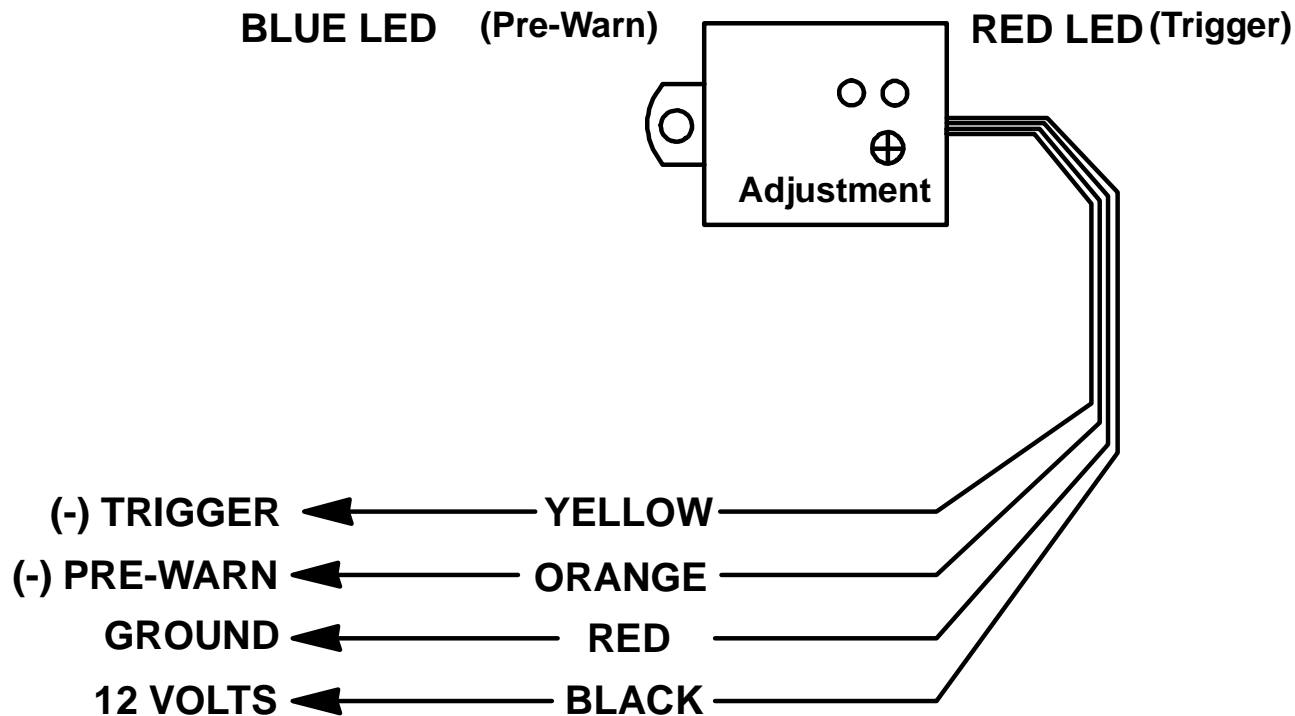 BLUE LED (Pre-Warn) RED LED (Trigger)
Adjustment
(-) TRIGGER YELLOW
(-) PRE-WARN ORANGE
GROUND RED
12 VOLTS BLACK